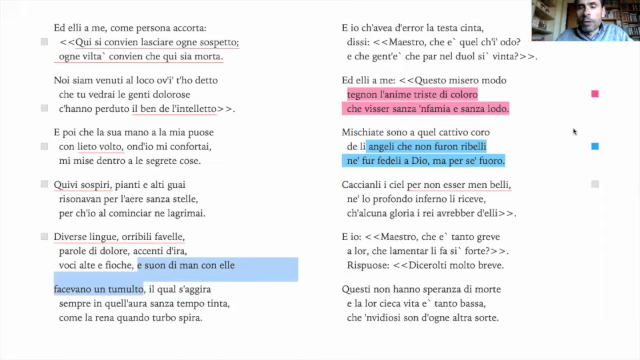 Ed elli a me, come persona accorta:
<<Qui si convien lasciare ogne sospetto;
ogne vilta` convien che qui sia morta.
Noi siam venuti al loco ov'i' t'ho detto
che tu vedrai le genti dolorose
c'hanno perduto il ben de l'intelletto>>.
E poi che la sua mano a la mia puose
con lieto volto, ond'io mi confortai,
mi mise dentro a le segrete cose.
Quivi sospiri, pianti e alti guai
risonavan per l'aere sanza stelle,
per ch'io al cominciar ne lagrimai.
Diverse lingue, orribili favelle,
parole di dolore, accenti d'ira,
voci alte e fioche, e suon di man con elle
facevano un tumulto, il qual s'aggira
sempre in quell'aura sanza tempo tinta,
come la rena quando turbo spira.
E io ch'avea d'error la testa cinta,
dissi: <<Maestro, che e` quel ch'i' odo?
e che gent'e` che par nel duol si` vinta?>>.
Ed elli a me: <<Questo misero modo
tegnon l'anime triste di coloro
che visser sanza 'nfamia e sanza lodo.
Mischiate sono a quel cattivo coro
de li angeli che non furon ribelli
ne' fur fedeli a Dio, ma per se' fuoro.
Caccianli i ciel per non esser men belli,
ne' lo profondo inferno li riceve,
ch'alcuna gloria i rei avrebber d'elli>>.
E io: <<Maestro, che e` tanto greve
a lor, che lamentar li fa si` forte?>>.
Rispuose: <<Dicerolti molto breve.
Questi non hanno speranza di morte
e la lor cieca vita e` tanto bassa,
che 'nvidiosi son d'ogne altra sorte.